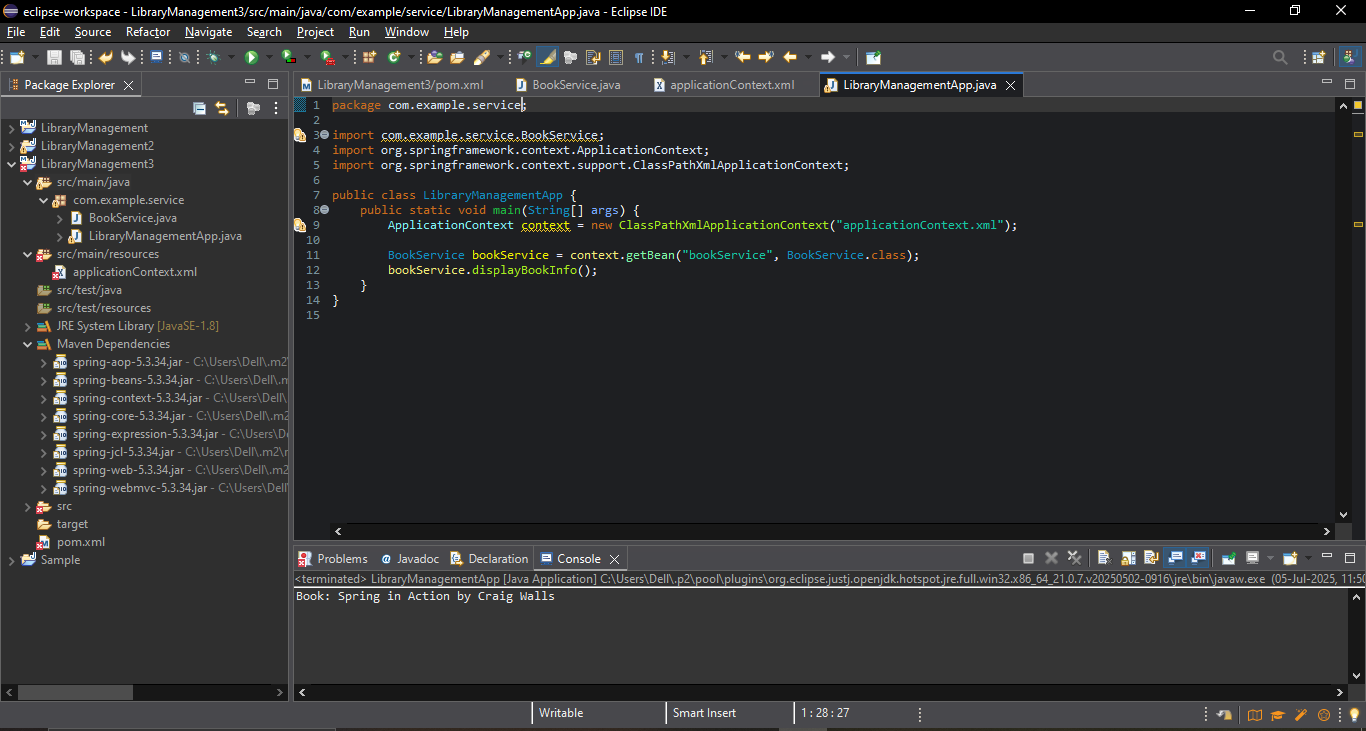 eclipse-workspace - LibraryManagement3/src/main/java/com/example/service/LibraryManagementApp.java - Eclipse IDE
File Edit Source Refactor Navigate Search Project Run Window Help
Package Explorer
LibraryManagement
LibraryManagement2
LibraryManagement3
src/main/java
com.example.service
BookService.java
LibraryManagementApp.java
src/main/resources
applicationContext.xml
src/test/java
src/test/resources
JRE System Library [JavaSE-1.8]
Maven Dependencies
spring-aop-5.3.34.jar - C:\Users\Dell\.m2\
spring-beans-5.3.34.jar - C:\Users\Dell\.m
spring-context-5.3.34.jar - C:\Users\Dell\
spring-core-5.3.34.jar - C:\Users\Dell\.m2
spring-expression-5.3.34.jar - C:\Users\De
spring-jcl-5.3.34.jar - C:\Users\Dell\.m2\r
spring-web-5.3.34.jar - C:\Users\Dell\.m2
spring-webmvc-5.3.34.jar - C:\Users\Dell
src
target
pom.xml
Sample
LibraryManagement3/pom.xml BookService.java applicationContext.xml LibraryManagementApp.java
1 package com.example.service;
2
3 import com.example.service.BookService;
4 import org.springframework.context.ApplicationContext;
5 import org.springframework.context.support.ClassPathXmlApplicationContext;
6
7 public class LibraryManagementApp {
8 public static void main(String[] args) {
9 ApplicationContext context = new ClassPathXmlApplicationContext("applicationContext.xml");
10
11 BookService bookService = context.getBean("bookService", BookService.class);
12 bookService.displayBookInfo();
13 }
14 }
15
Problems Javadoc Declaration Console
<terminated> LibraryManagementApp [Java Application] C:\Users\Dell\.p2\pool\plugins\org.eclipse.justj.openjdk.hotspot.jre.full.win32.x86_64_21.0.7.v20250502-0916\jre\bin\javaw.exe (05-Jul-2025, 11:50
Book: Spring in Action by Craig Walls
Writable Smart Insert 1 : 28 : 27